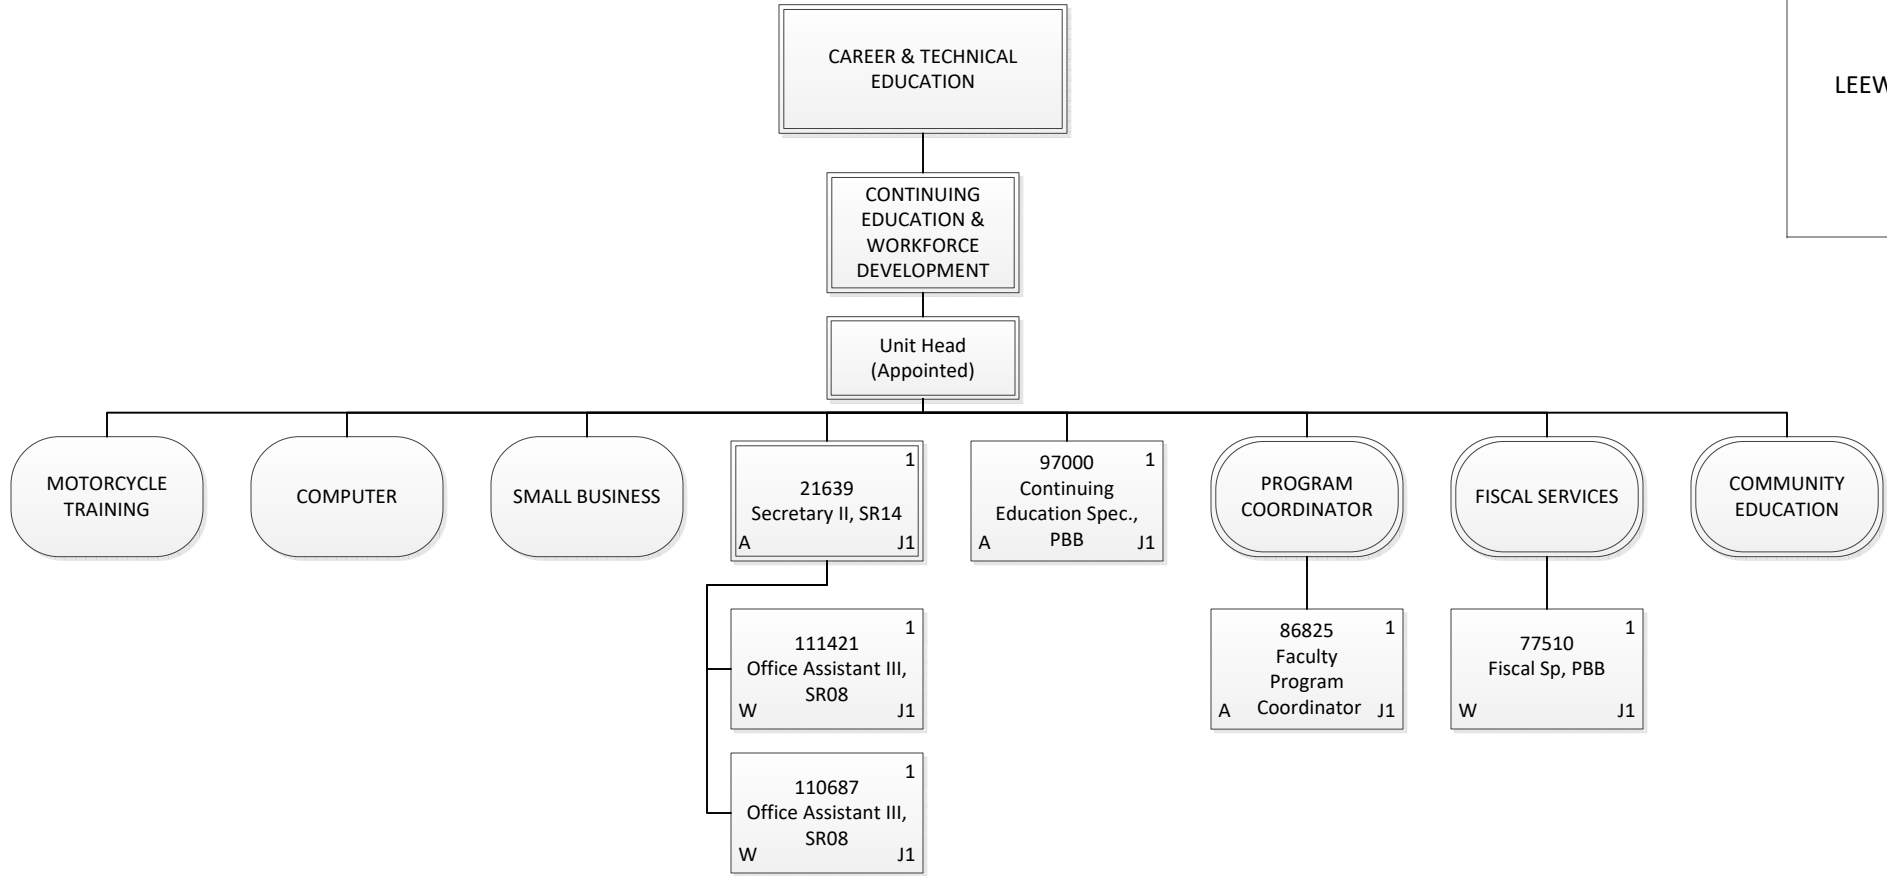 CAREER & TECHNICAL
EDUCATION
CONTINUING
EDUCATION &
WORKFORCE
DEVELOPMENT
Unit Head
(Appointed)
MOTORCYCLE
TRAINING
COMPUTER
SMALL BUSINESS
1
21639
Secretary II, SR14
A J1
97000 1
Continuing
Education Spec.,
PBB
A J1
PROGRAM
COORDINATOR
FISCAL SERVICES
COMMUNITY
EDUCATION
1
111421
Office Assistant III,
SR08
W J1
86825 1
Faculty
Program
A Coordinator J1
1
77510
Fiscal Sp, PBB
W J1
1
110687
Office Assistant III,
SR08
W J1